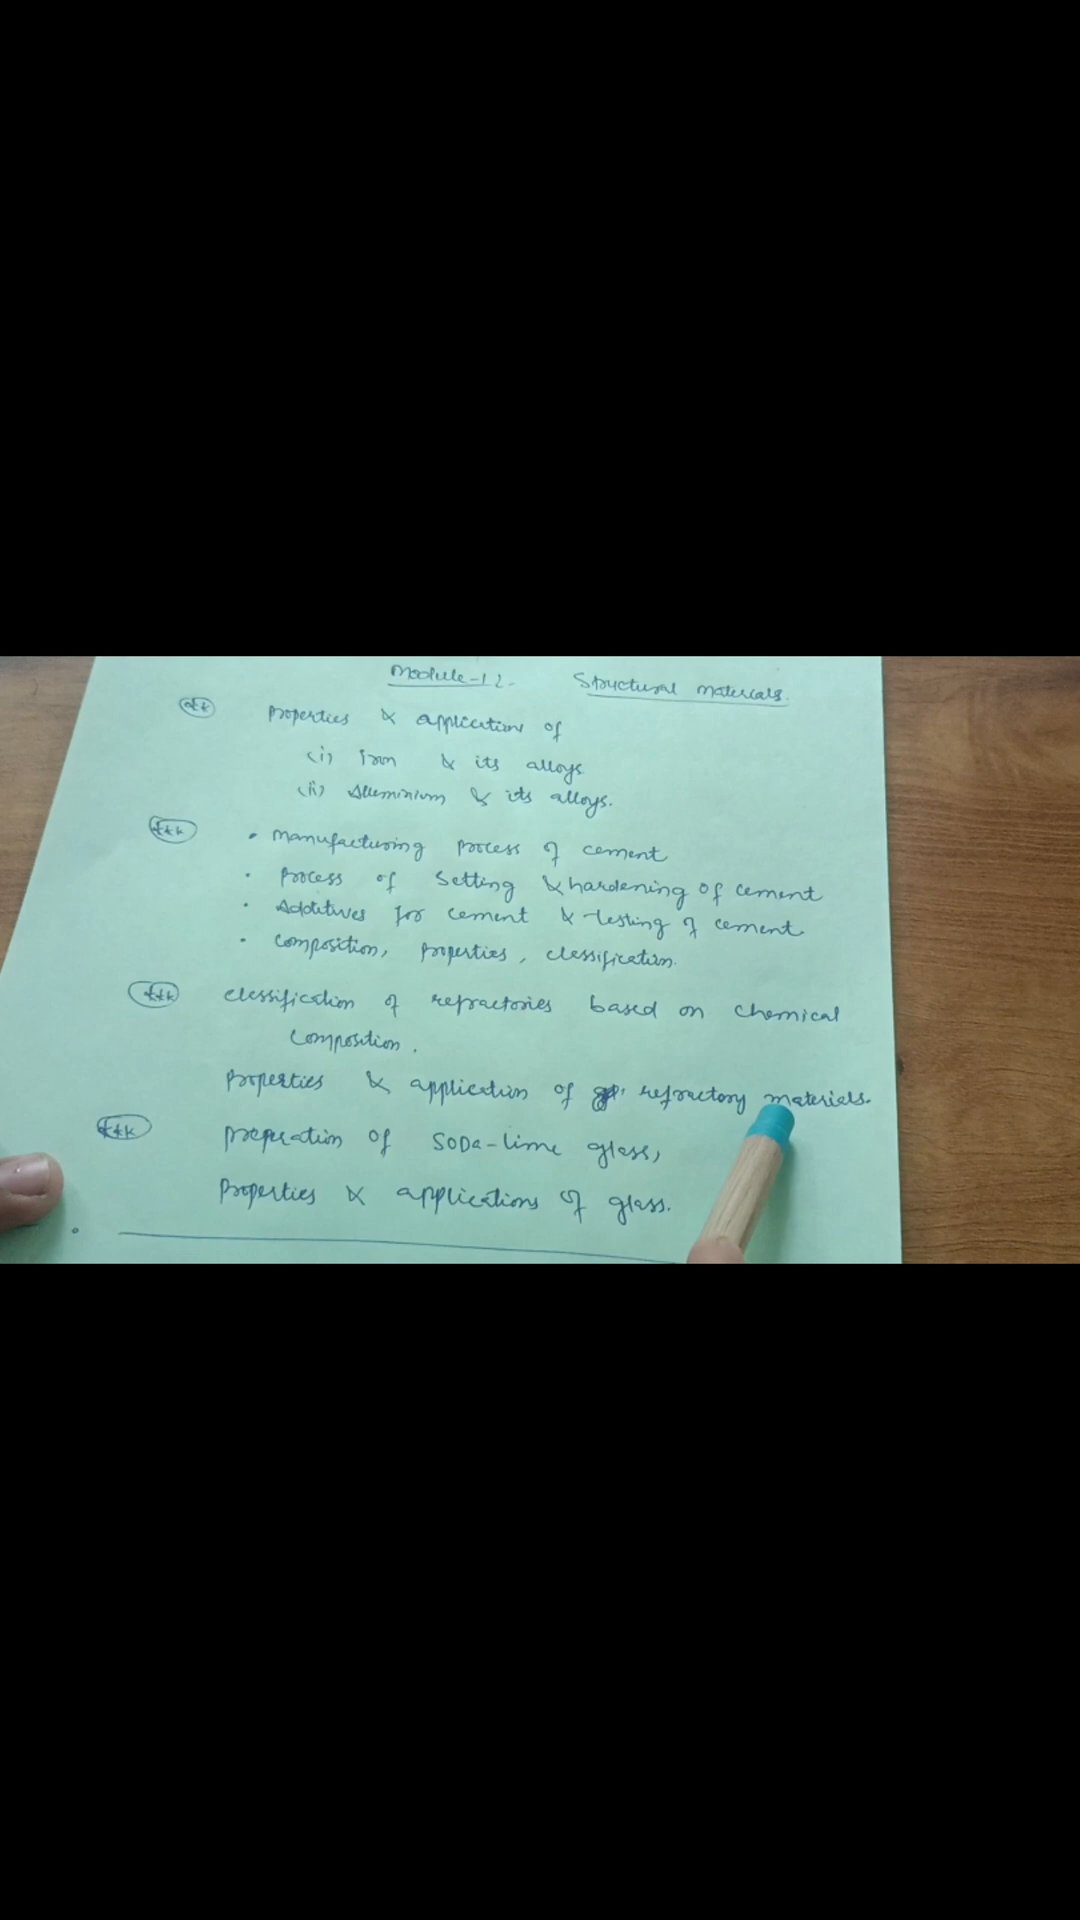 Module-12. Structural materials.
*** Properties & application of
(i) Iron & its alloys
(ii) Alluminium & its alloys.
*** • Manufacturing process of cement
• Process of Setting & hardening of cement
• Additives for cement & testing of cement
• Composition, properties, classification.
*** classification of refractories based on chemical
composition.
Properties & application of refractory materials.
*** preparation of SODa-lime glass,
Properties & applications of glass.